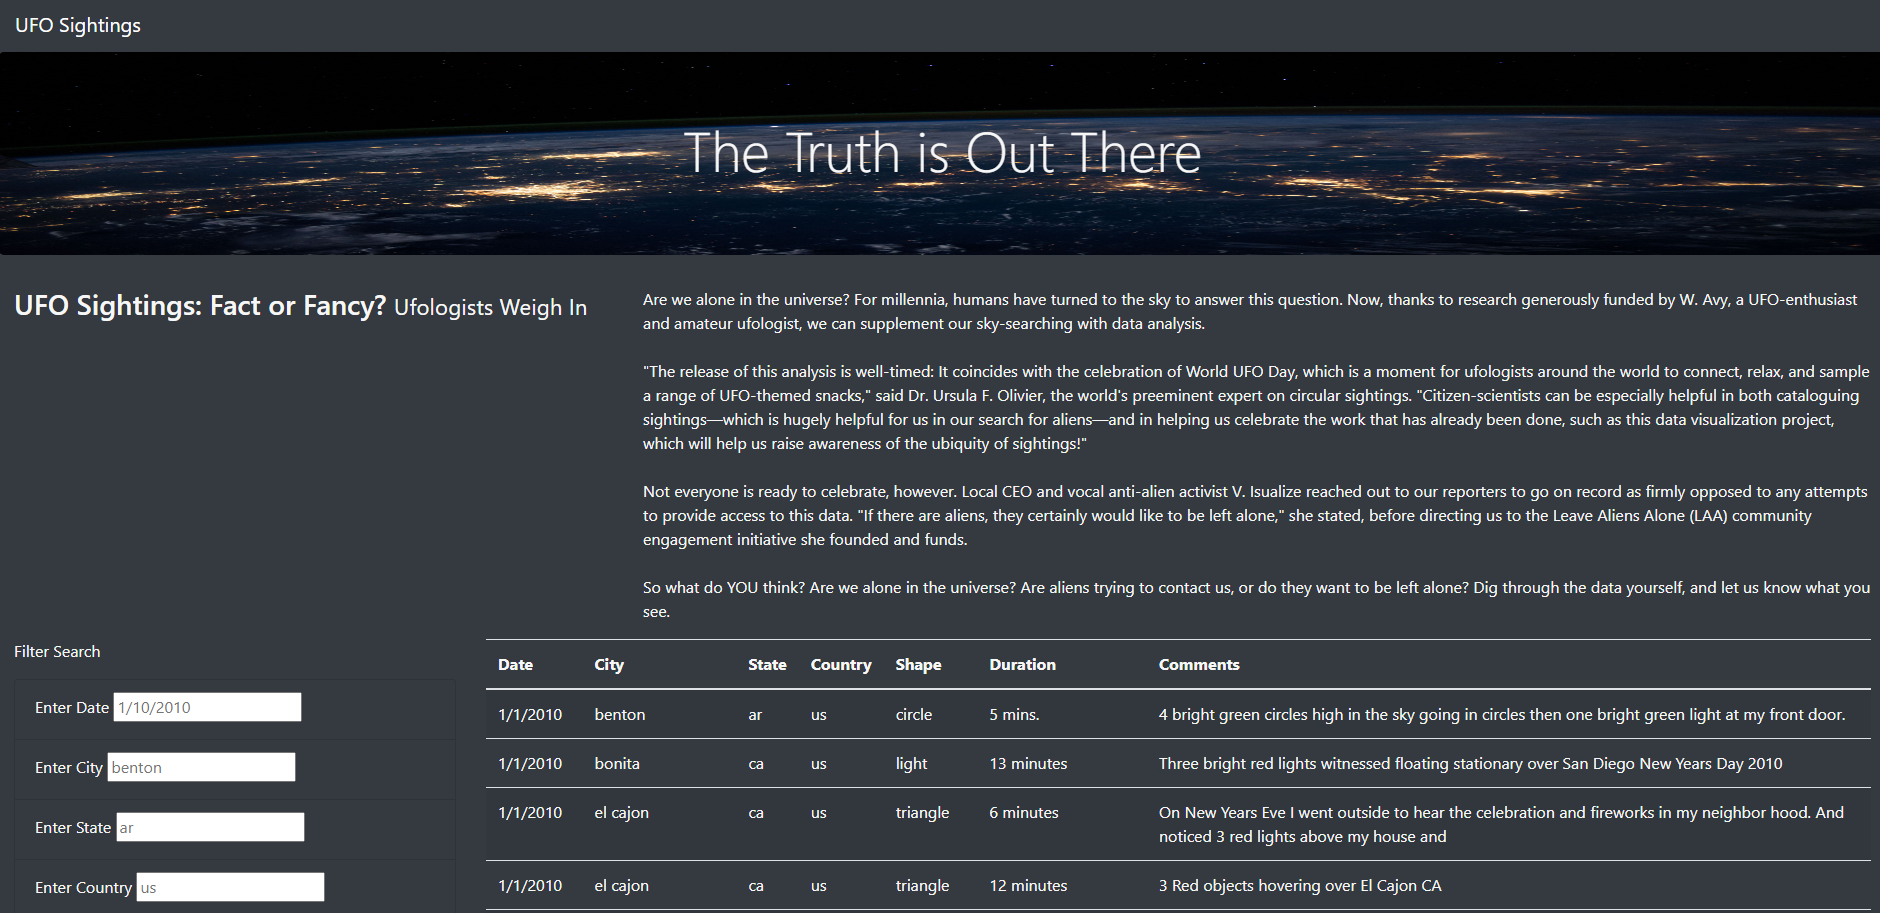 UFO Sightings
The Truth is Out There
UFO Sightings: Fact or Fancy? Ufologists Weigh In
Are we alone in the universe? For millennia, humans have turned to the sky to answer this question. Now, thanks to research generously funded by W. Avy, a UFO-enthusiast
and amateur ufologist, we can supplement our sky-searching with data analysis.
"The release of this analysis is well-timed: It coincides with the celebration of World UFO Day, which is a moment for ufologists around the world to connect, relax, and sample
a range of UFO-themed snacks," said Dr. Ursula F. Olivier, the world's preeminent expert on circular sightings. "Citizen-scientists can be especially helpful in both cataloguing
sightings—which is hugely helpful for us in our search for aliens—and in helping us celebrate the work that has already been done, such as this data visualization project,
which will help us raise awareness of the ubiquity of sightings!"
Not everyone is ready to celebrate, however. Local CEO and vocal anti-alien activist V. Isualize reached out to our reporters to go on record as firmly opposed to any attempts
to provide access to this data. "If there are aliens, they certainly would like to be left alone," she stated, before directing us to the Leave Aliens Alone (LAA) community
engagement initiative she founded and funds.
So what do YOU think? Are we alone in the universe? Are aliens trying to contact us, or do they want to be left alone? Dig through the data yourself, and let us know what you
see.
Filter Search
Enter Date 1/10/2010
Enter City benton
Enter State ar
Enter Country us
Date City State Country Shape Duration Comments
1/1/2010 benton ar us circle 5 mins. 4 bright green circles high in the sky going in circles then one bright green light at my front door.
1/1/2010 bonita ca us light 13 minutes Three bright red lights witnessed floating stationary over San Diego New Years Day 2010
1/1/2010 el cajon ca us triangle 6 minutes On New Years Eve I went outside to hear the celebration and fireworks in my neighbor hood. And
noticed 3 red lights above my house and
1/1/2010 el cajon ca us triangle 12 minutes 3 Red objects hovering over El Cajon CA